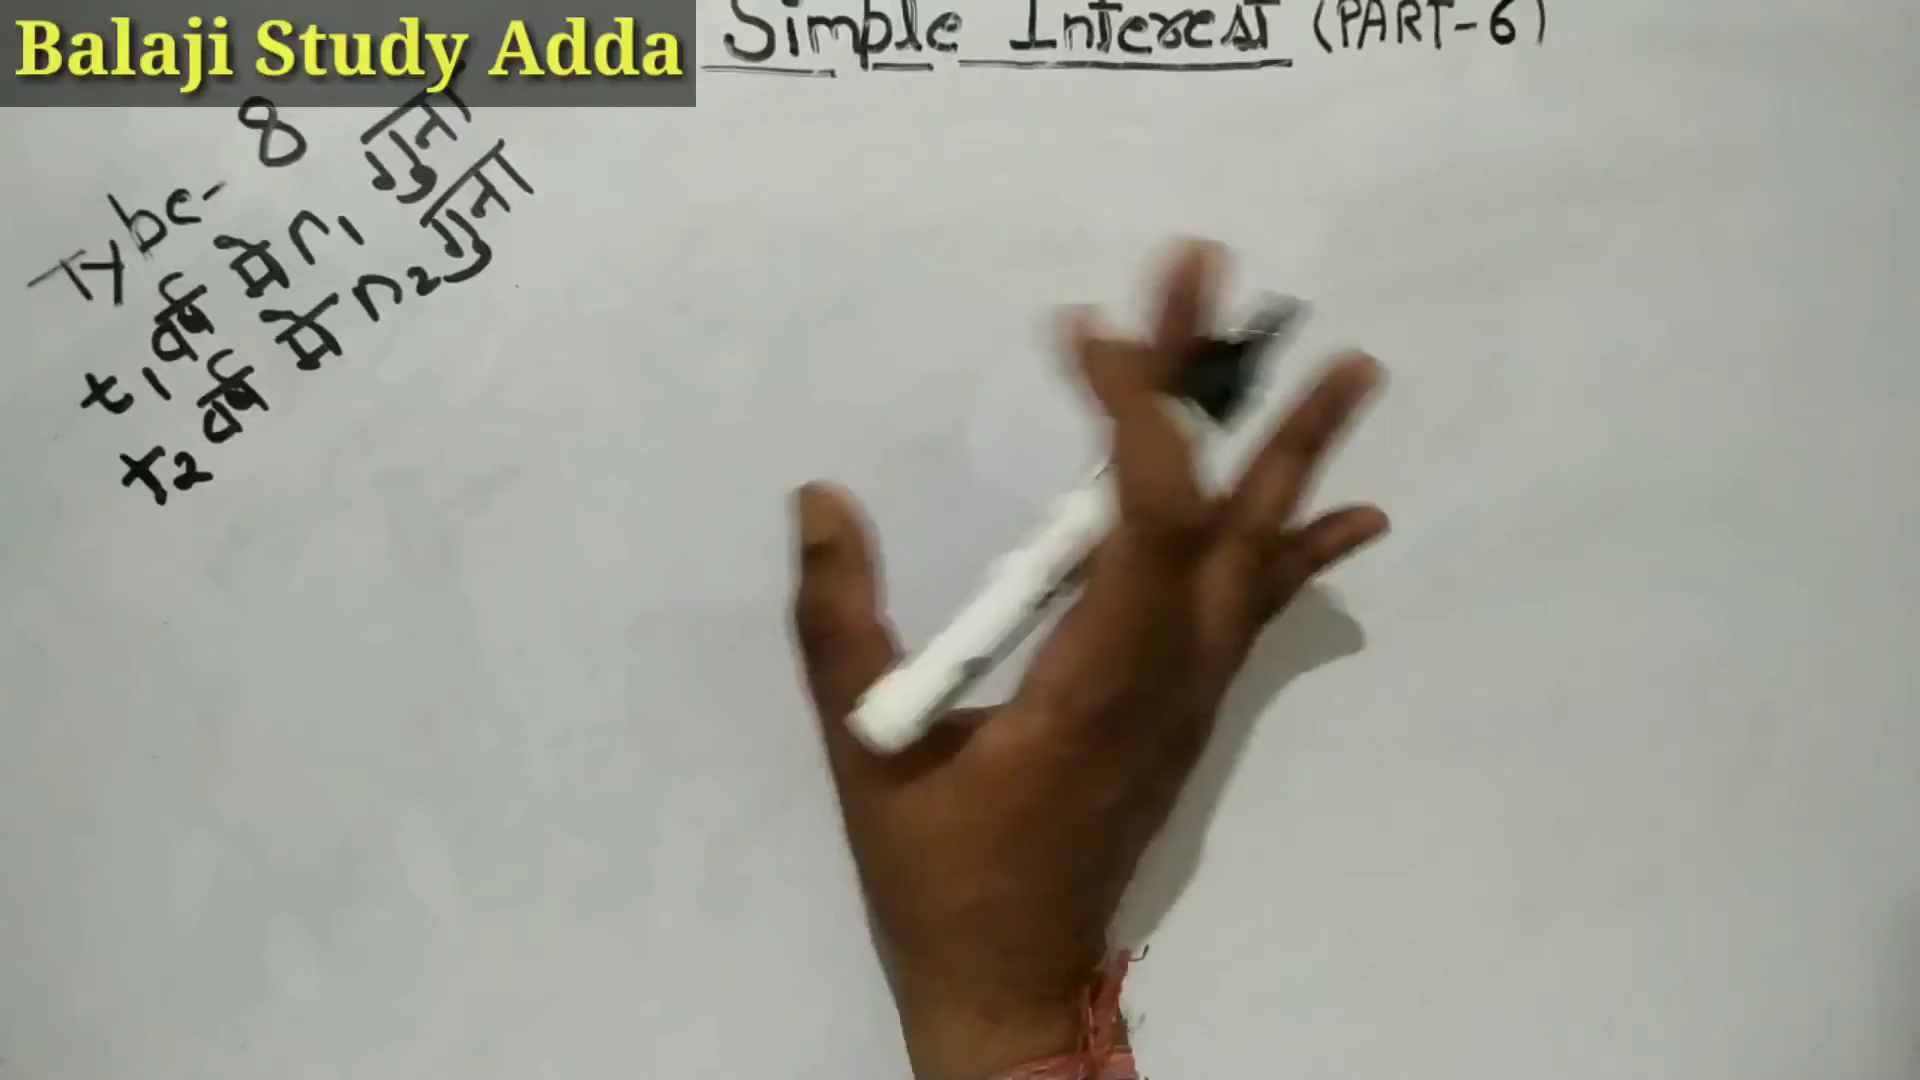 Balaji Study Adda
Simple Interest (PART-6)
Type- 8
t1 वर्ष में n1 गुना
t2 वर्ष में n2 गुना